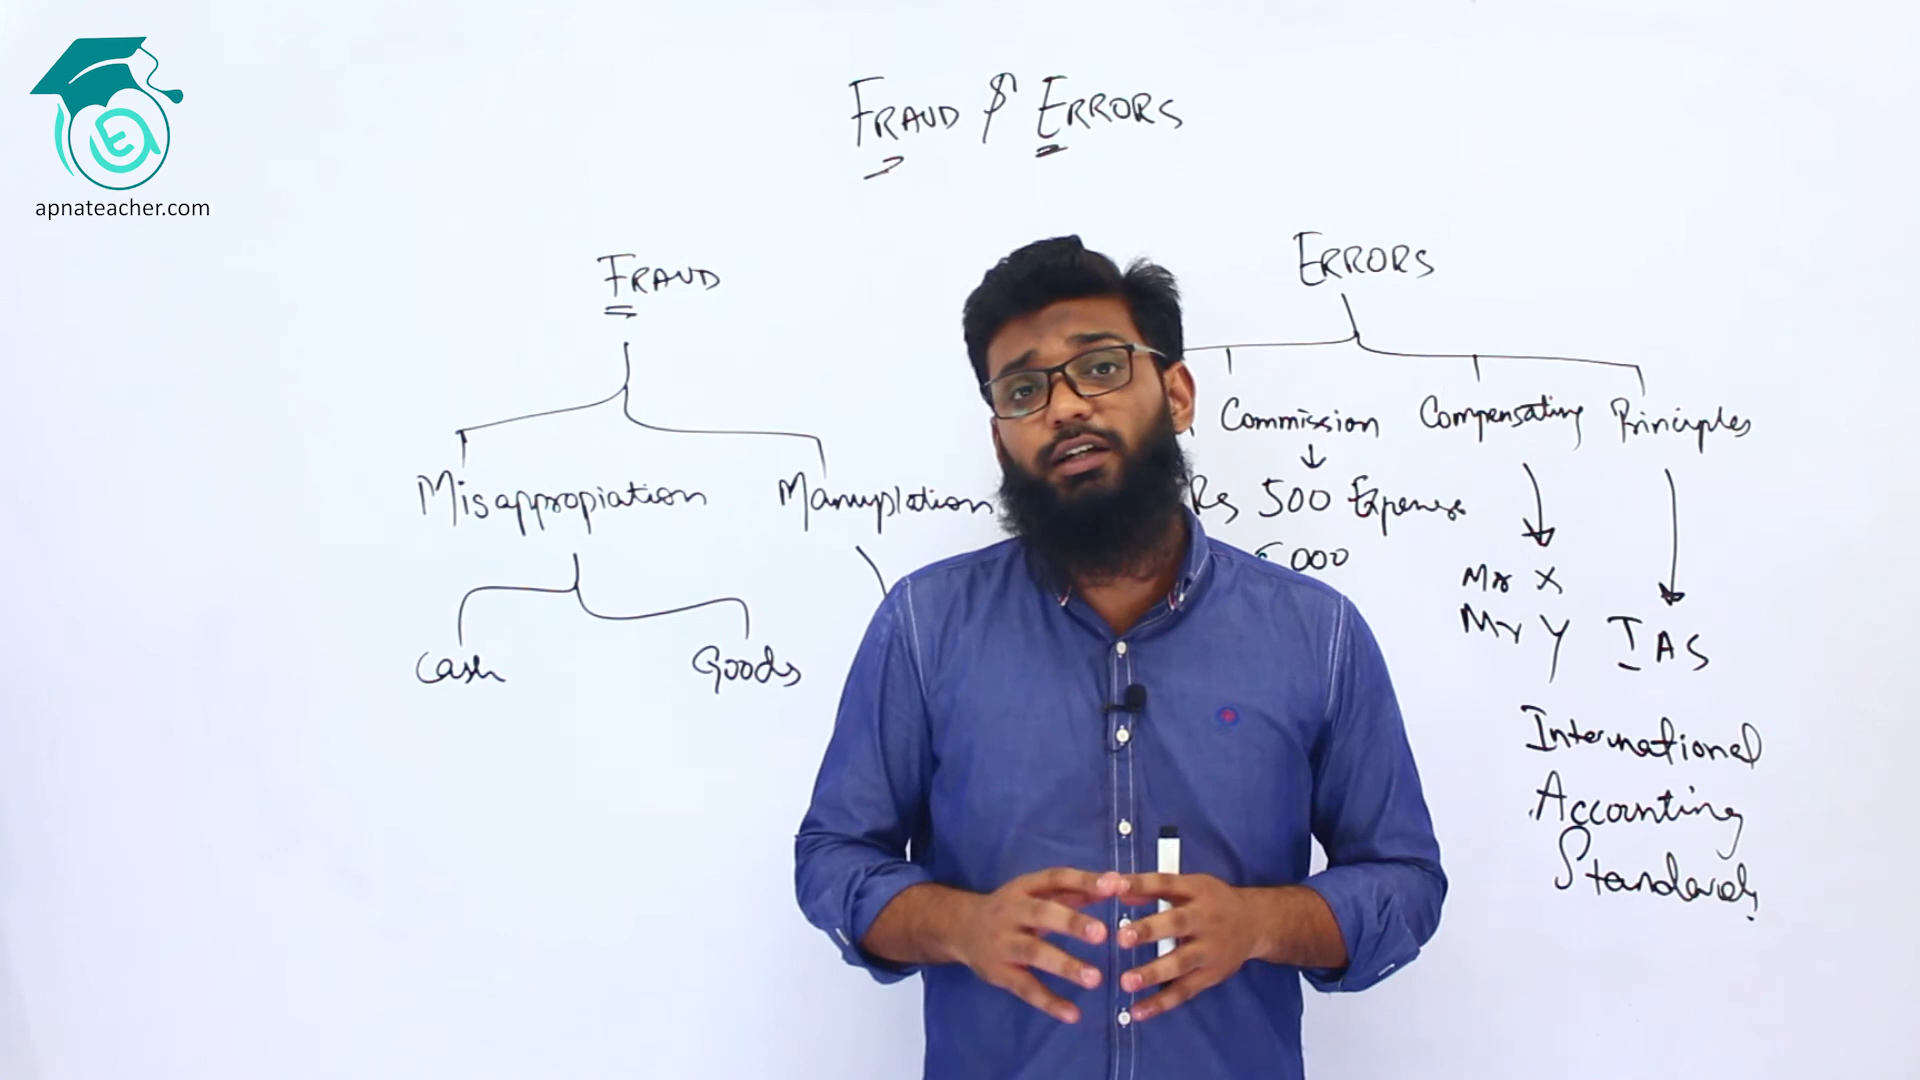 apnateacher.com
FRAUD & ERRORS
FRAUD
Misappropiation Manuplation
Cash Goods
ERRORS
Commission Compensating Principles
Rs 500 Expense
5000
Mr X
Mr Y
IAS
International
Accounting
Standards